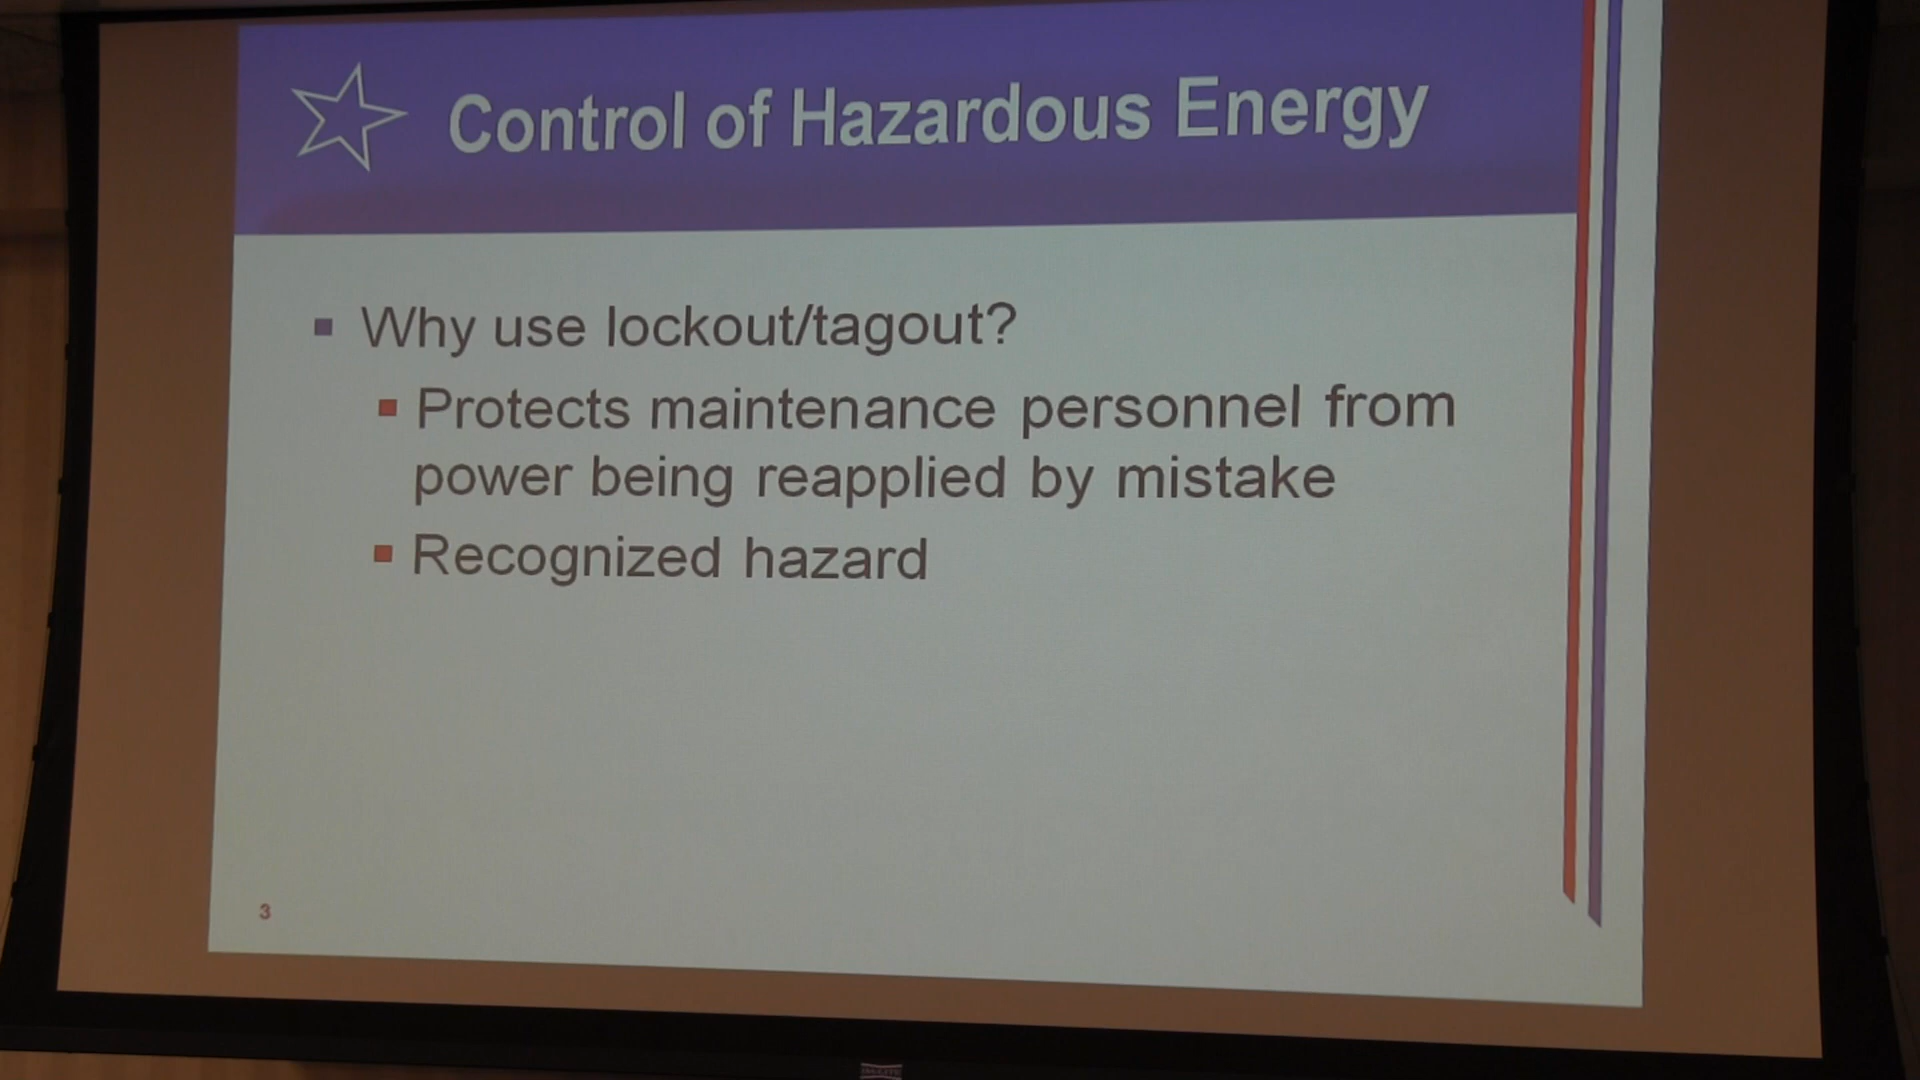 Control of Hazardous Energy
Why use lockout/tagout?
Protects maintenance personnel from
power being reapplied by mistake
Recognized hazard
3